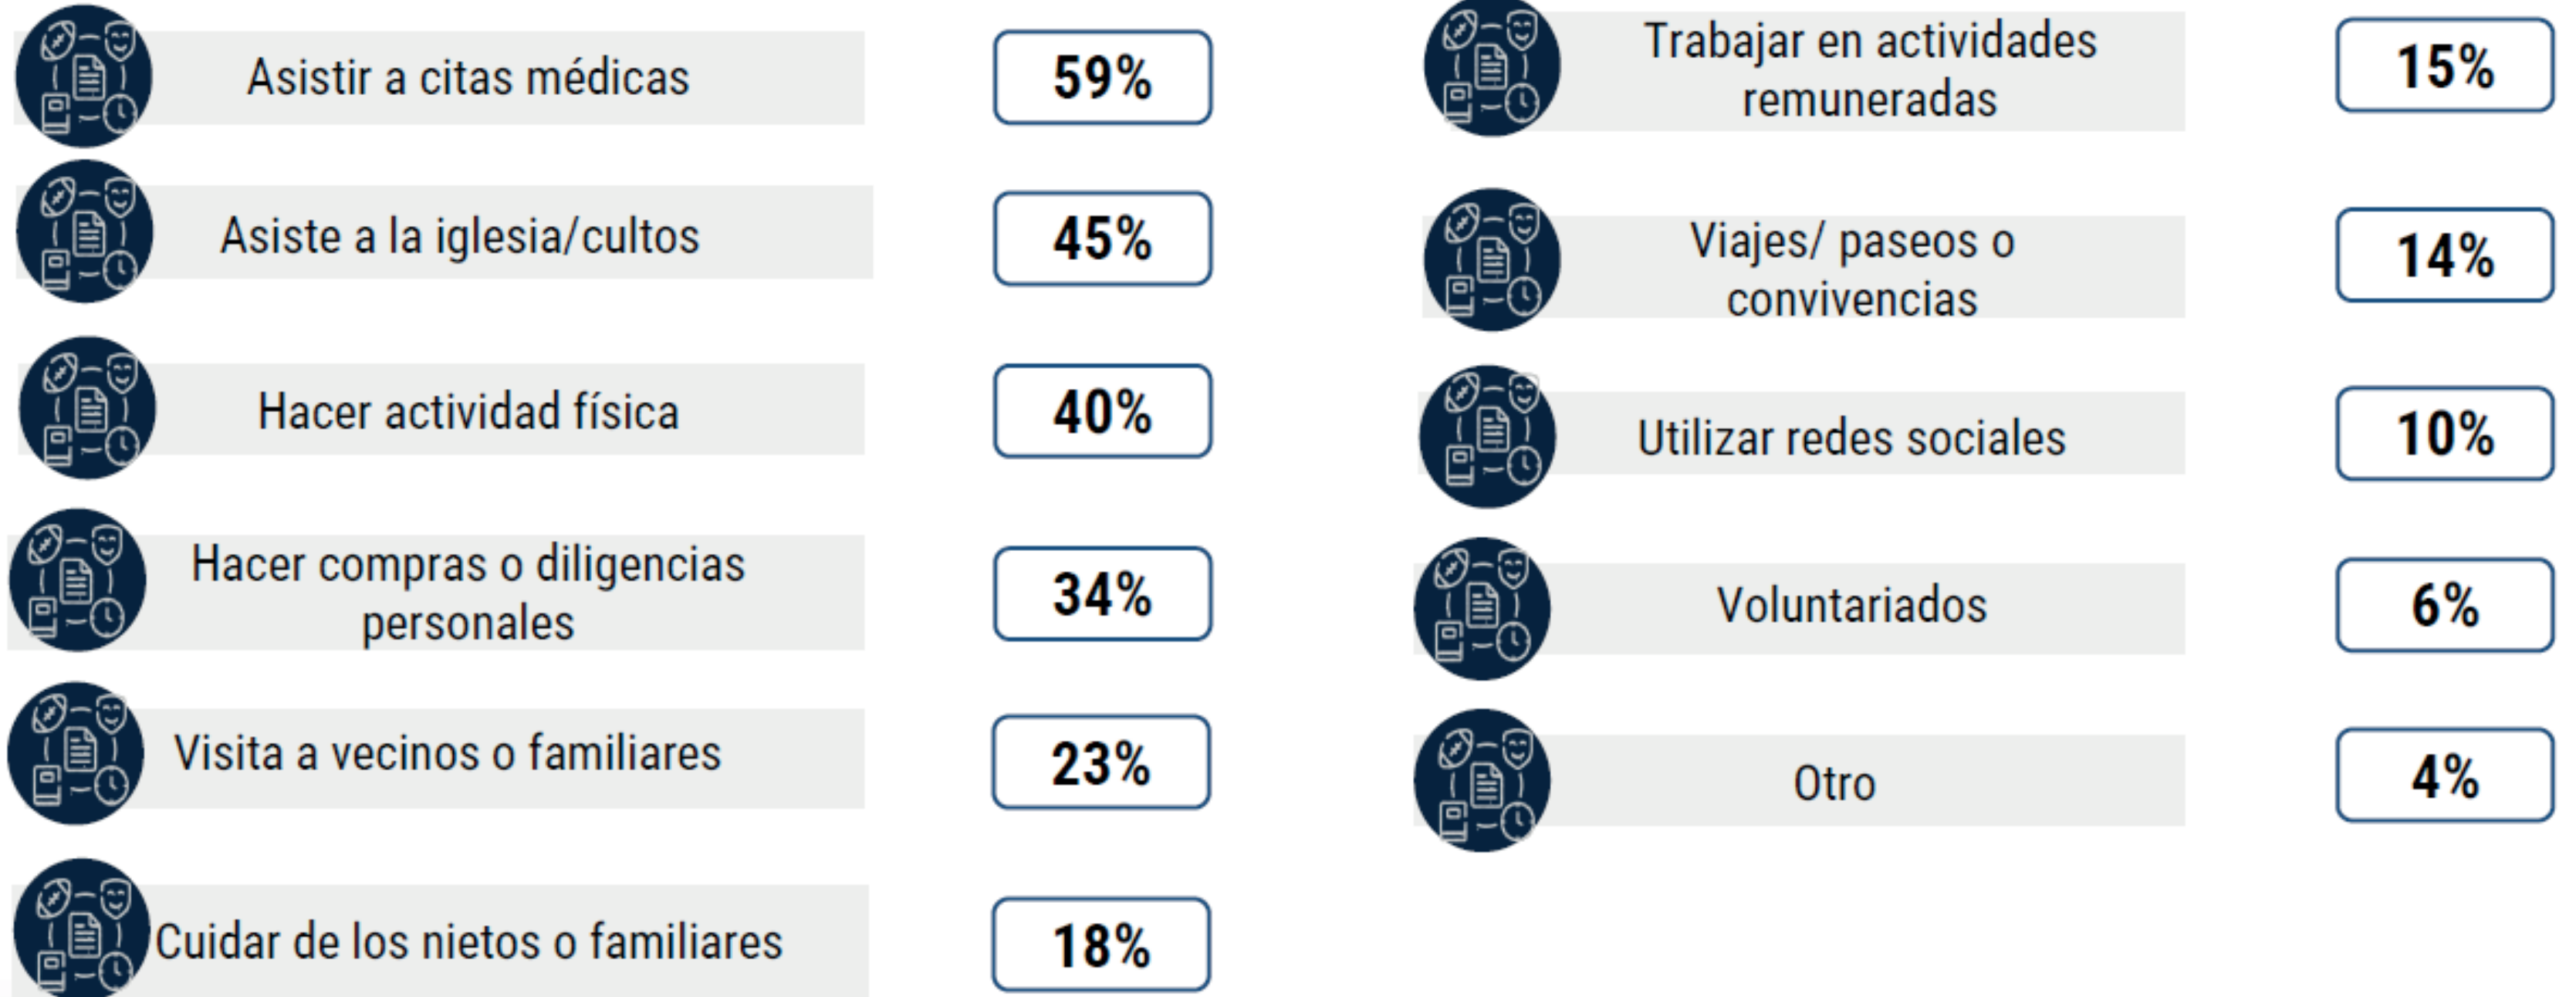 Asistir a citas médicas
59%
Asiste a la iglesia/cultos
45%
Hacer actividad física
40%
Hacer compras o diligencias
personales
34%
Visita a vecinos o familiares
23%
Cuidar de los nietos o familiares
18%
Trabajar en actividades
remuneradas
15%
Viajes/ paseos o
convivencias
14%
Utilizar redes sociales
10%
Voluntariados
6%
Otro
4%